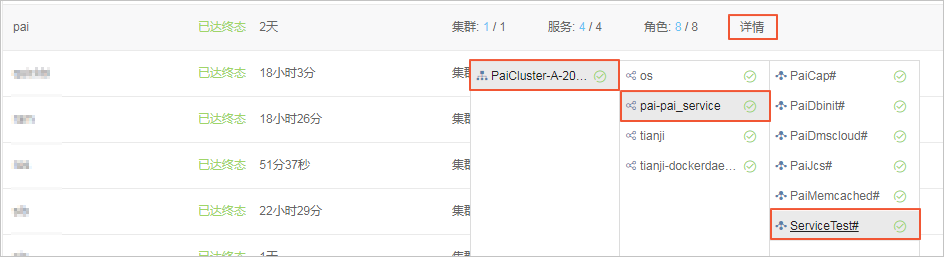 pai 已达终态 2天 集群: 1 / 1 服务: 4 / 4 角色: 8 / 8 详情
已达终态 18小时3分 集群
PaiCluster-A-20… os PaiCap#
pai-pai_service PaiDbinit#
已达终态 18小时26分 集群
tianji PaiDmscloud#
已达终态 51分37秒 集群
tianji-dockerdae… PaiJcs#
PaiMemcached#
已达终态 22小时29分 集群
ServiceTest#
已达终态 1天